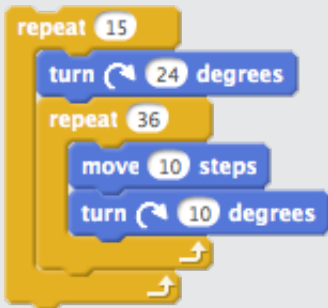 repeat 15
turn 24 degrees
repeat 36
move 10 steps
turn 10 degrees